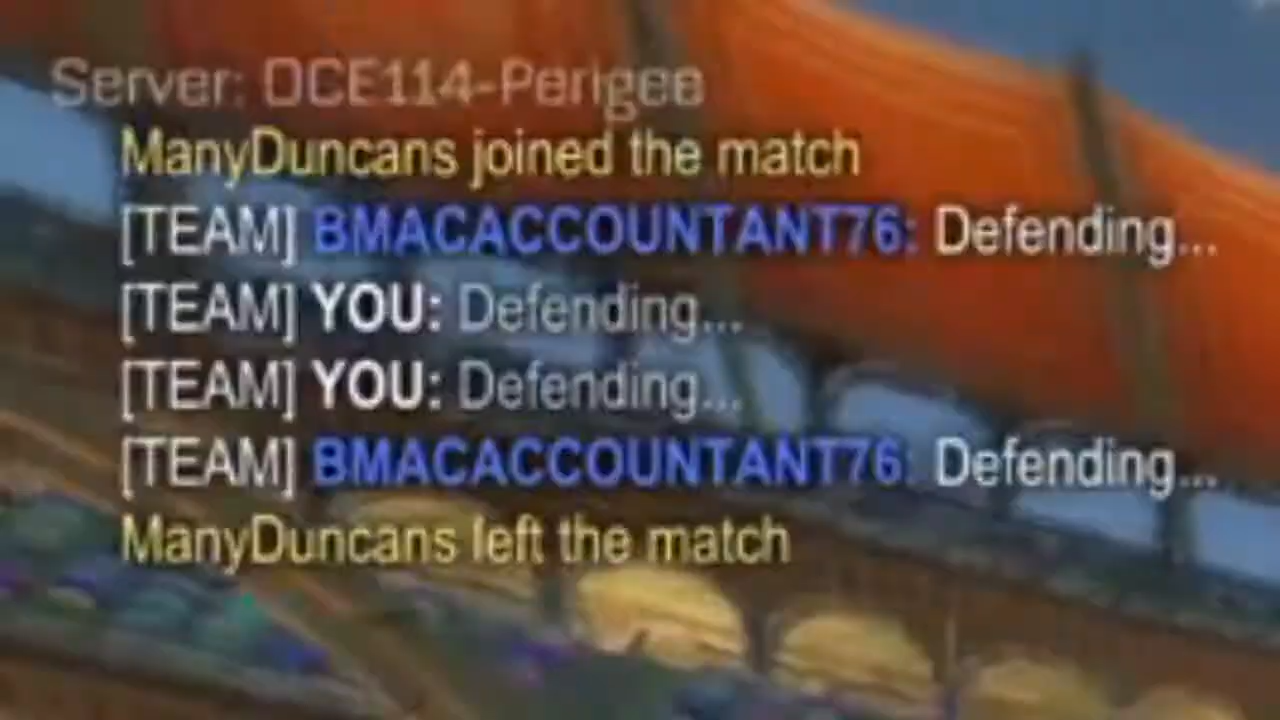 Server: OCE114-Perigee
ManyDuncans joined the match
[TEAM] BMACACCOUNTANT76: Defending...
[TEAM] YOU: Defending...
[TEAM] YOU: Defending...
[TEAM] BMACACCOUNTANT76: Defending...
ManyDuncans left the match